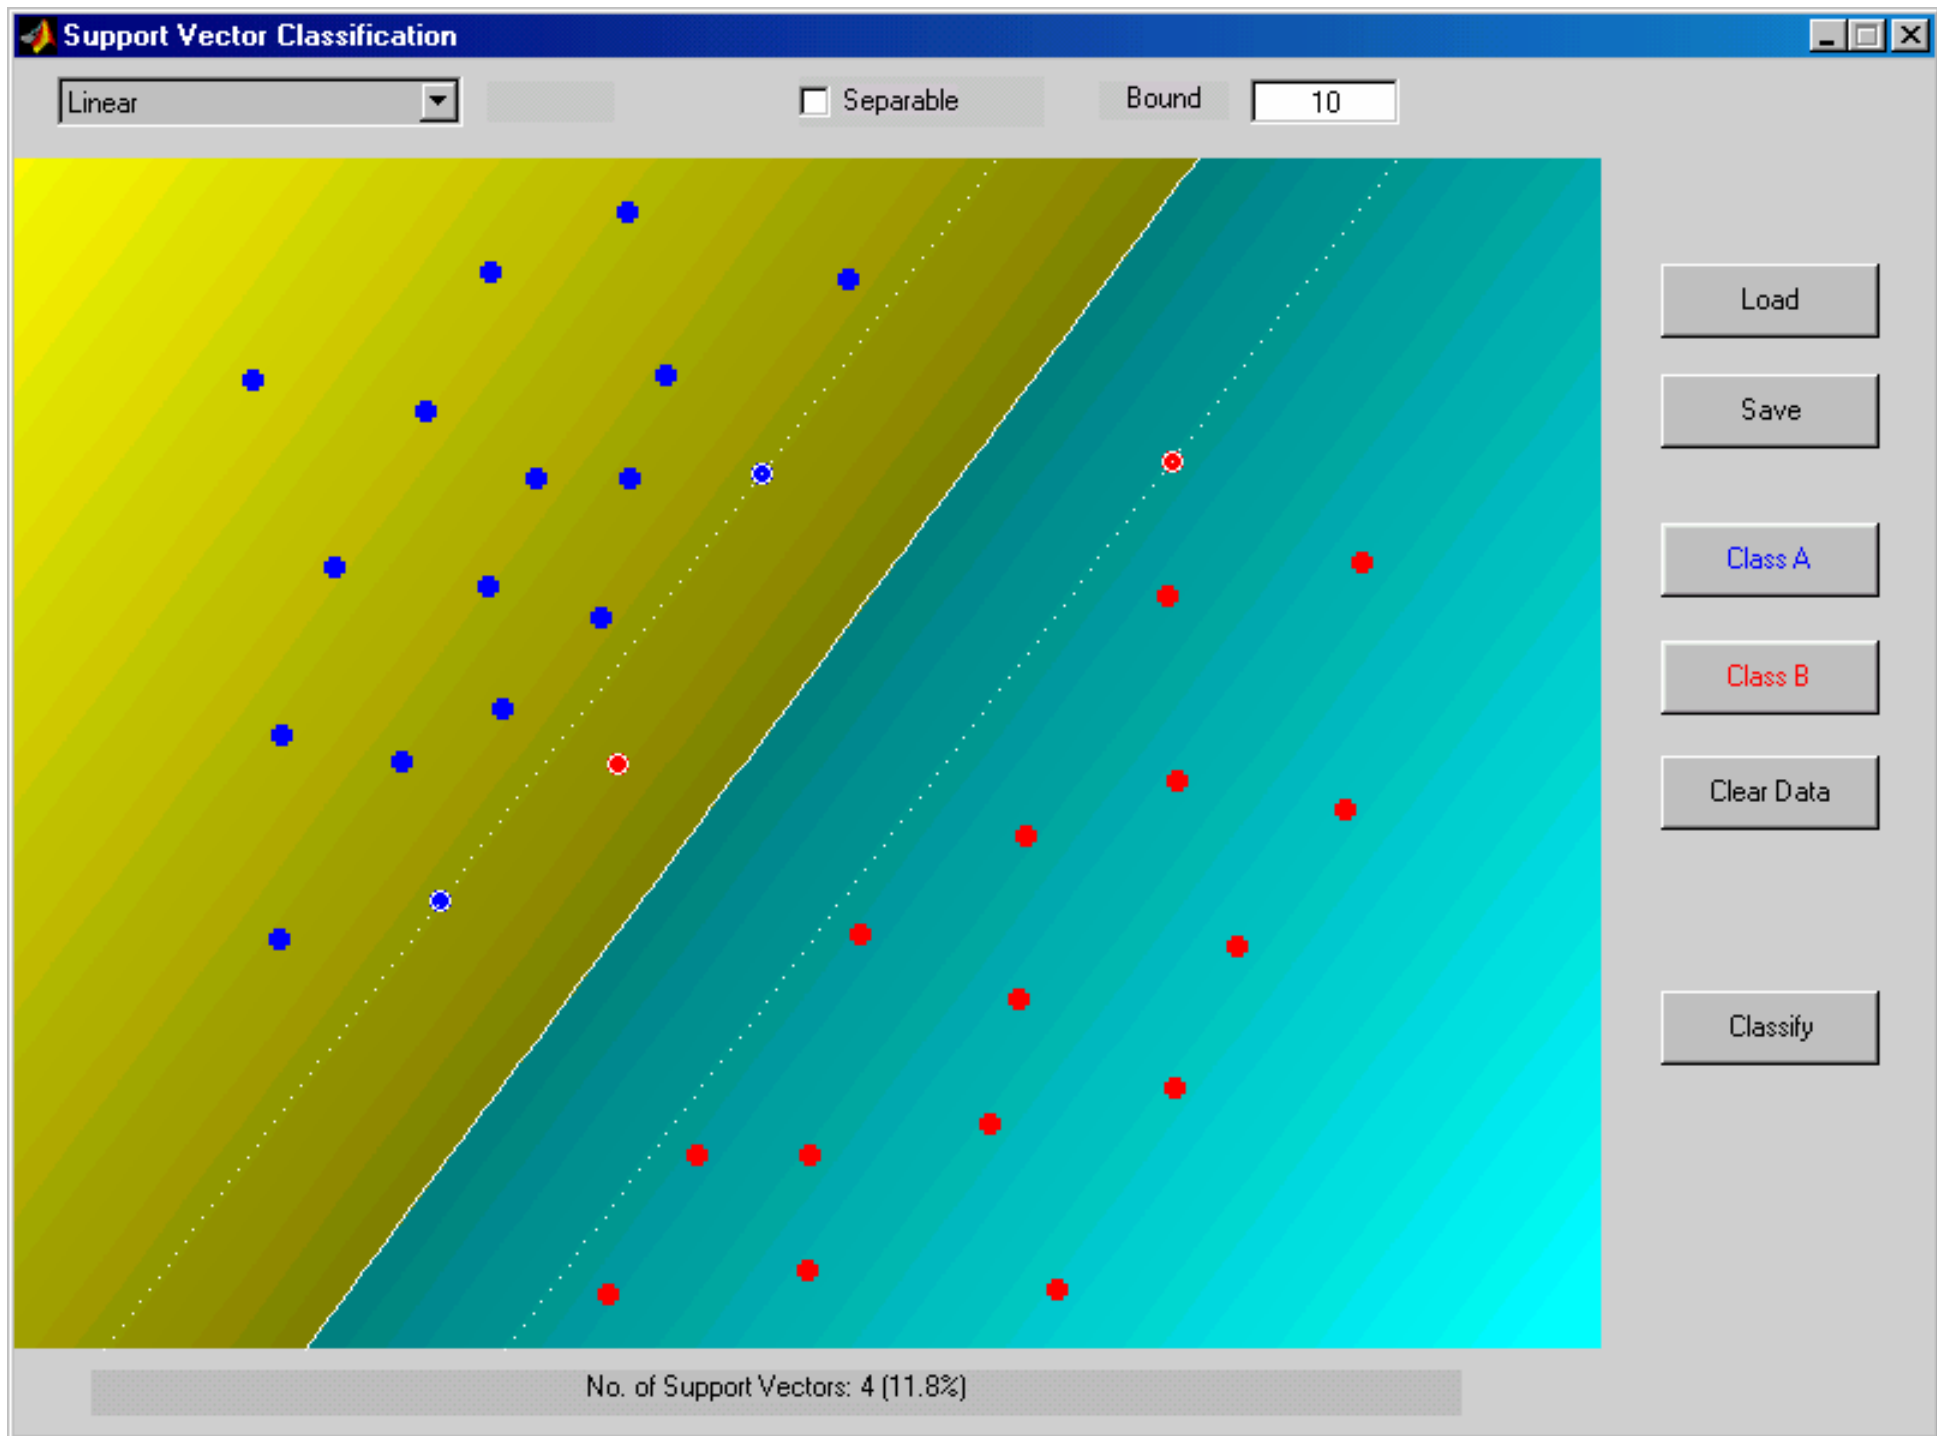 Support Vector Classification
Linear
Separable
Bound
10
Load
Save
Class A
Class B
Clear Data
Classify
No. of Support Vectors: 4 (11.8%)